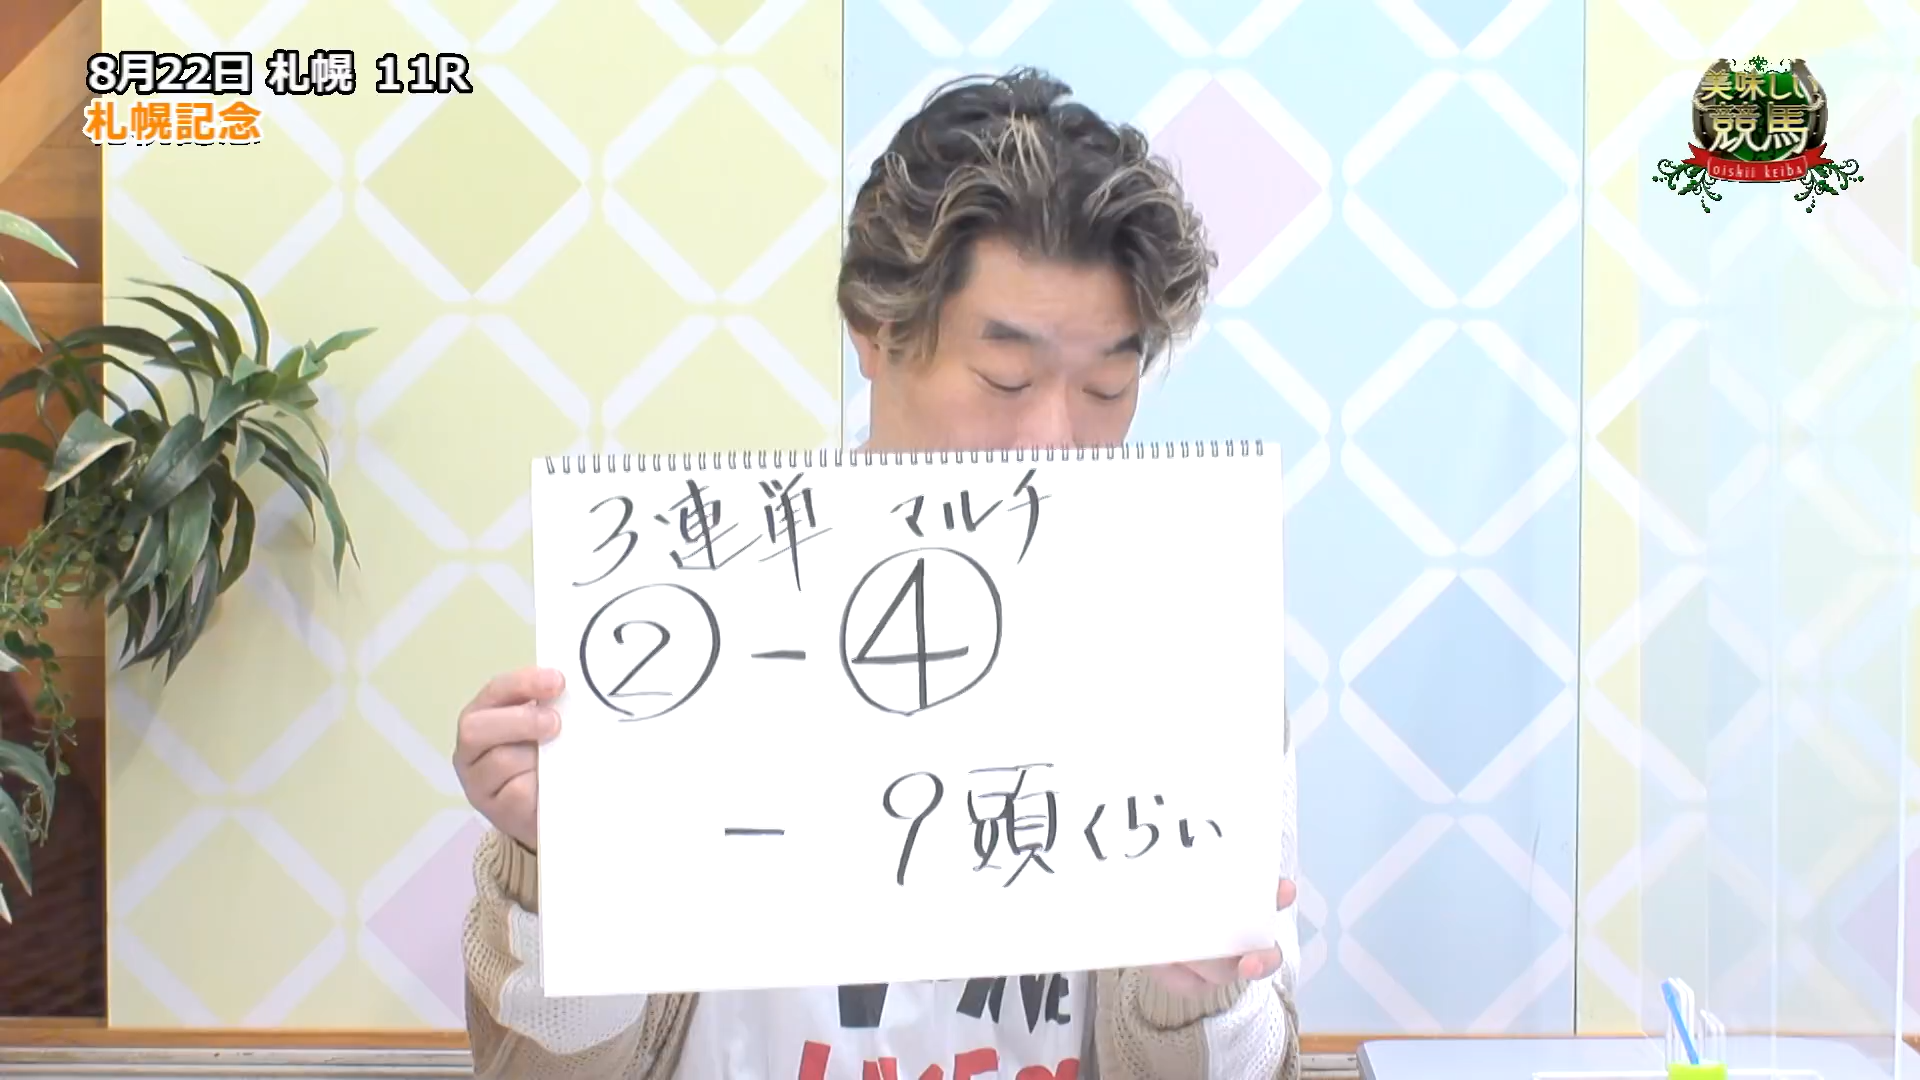 8月22日 札幌 11R
札幌記念
美味しい
競馬
oishii keiba
3連単 マルチ
② - ④
- 9頭くらい